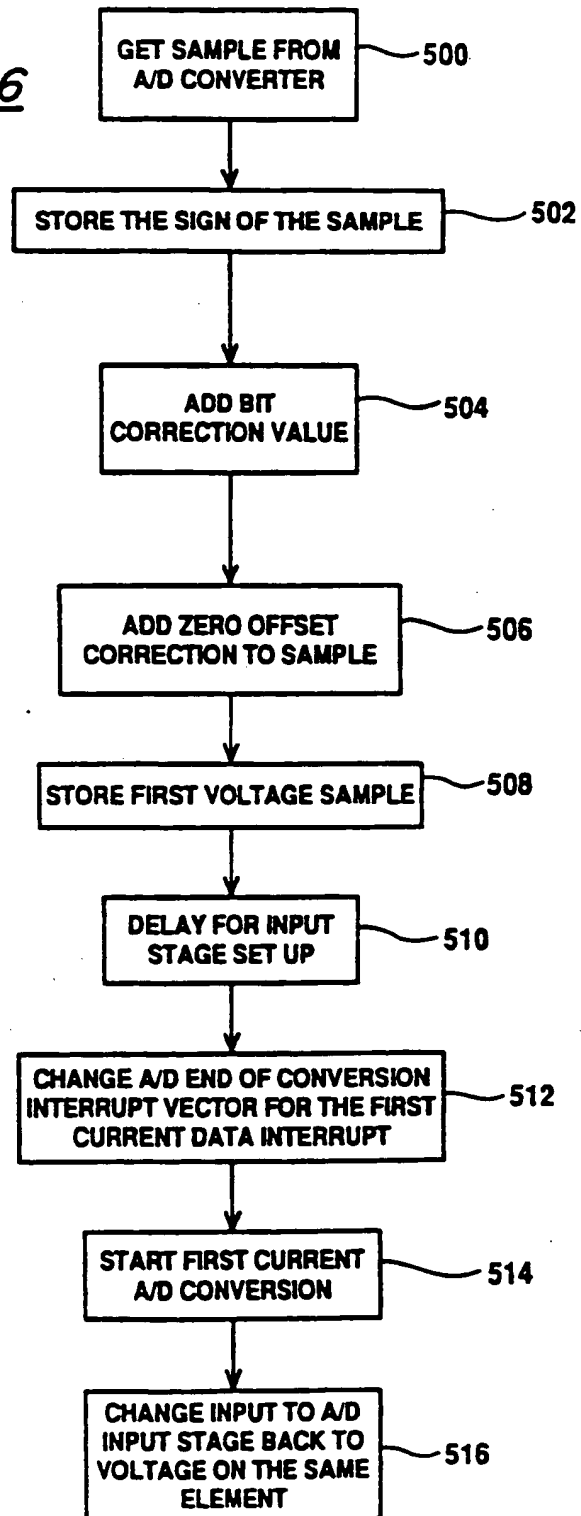 6
GET SAMPLE FROM
A/D CONVERTER
500
STORE THE SIGN OF THE SAMPLE
502
ADD BIT
CORRECTION VALUE
504
ADD ZERO OFFSET
CORRECTION TO SAMPLE
506
STORE FIRST VOLTAGE SAMPLE
508
DELAY FOR INPUT
STAGE SET UP
510
CHANGE A/D END OF CONVERSION
INTERRUPT VECTOR FOR THE FIRST
CURRENT DATA INTERRUPT
512
START FIRST CURRENT
A/D CONVERSION
514
CHANGE INPUT TO A/D
INPUT STAGE BACK TO
VOLTAGE ON THE SAME
ELEMENT
516